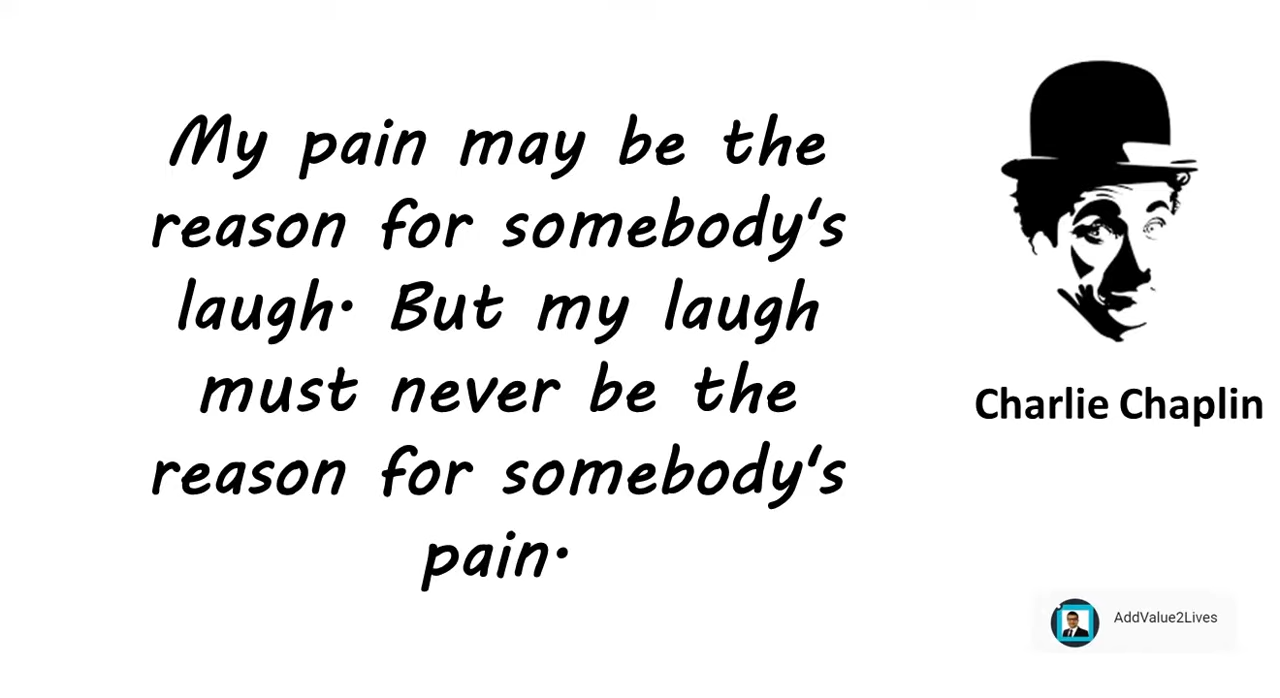 My pain may be the
reason for somebody's
laugh. But my laugh
must never be the
reason for somebody's
pain.
Charlie Chaplin
AddValue2Lives